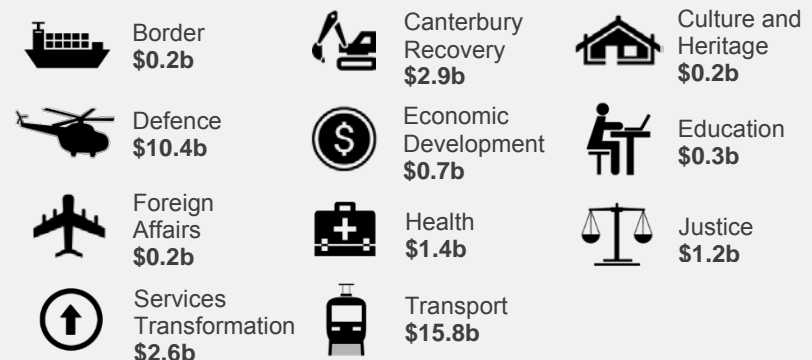 Border
$0.2b
Canterbury
Recovery
$2.9b
Culture and
Heritage
$0.2b
Defence
$10.4b
Economic
Development
$0.7b
Education
$0.3b
Foreign
Affairs
$0.2b
Health
$1.4b
Justice
$1.2b
Services
Transformation
$2.6b
Transport
$15.8b